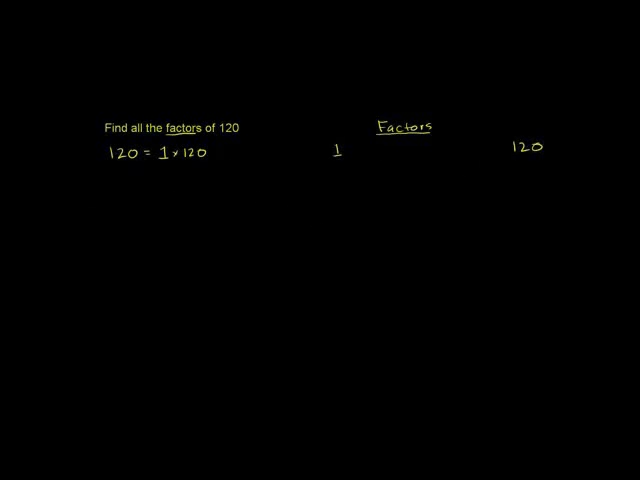 Find all the factors of 120
Factors
120 = 1 × 120
1
120